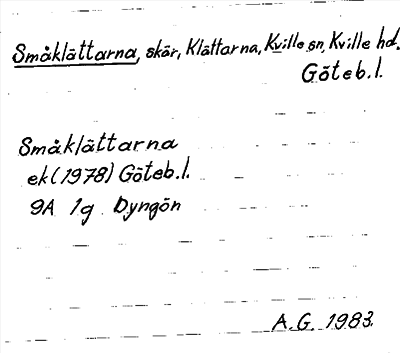 Småklättarna, skär, Klättarna, Kville sn, Kville hd.
Göteb. l.
Småklättarna
ek (1978) Göteb. l.
9A 1g Dyngön
A.G. 1983.